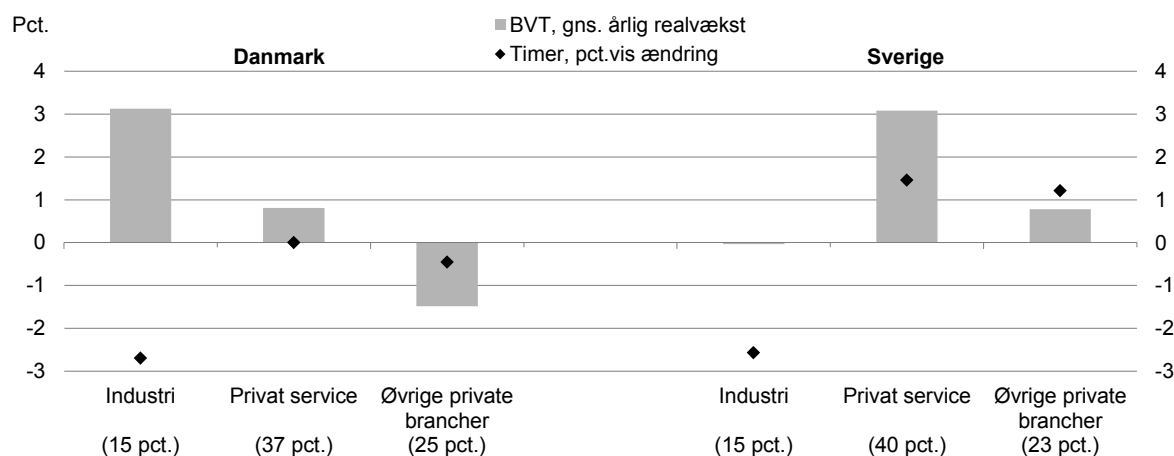 Pct.
BVT, gns. årlig realvækst
Timer, pct.vis ændring
Danmark
Sverige
4
3
2
1
0
-1
-2
-3
4
3
2
1
0
-1
-2
-3
Industri
Privat service
Øvrige private
brancher
Industri
Privat service
Øvrige private
brancher
(15 pct.)
(37 pct.)
(25 pct.)
(15 pct.)
(40 pct.)
(23 pct.)